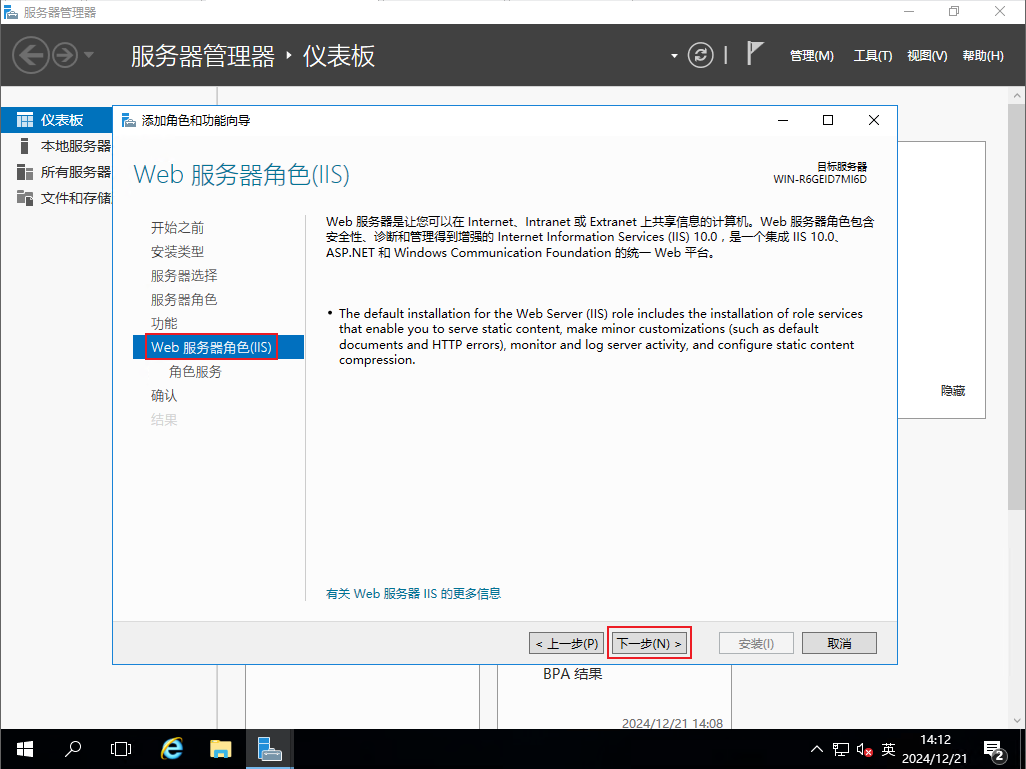 服务器管理器
服务器管理器 · 仪表板
管理(M) 工具(T) 视图(V) 帮助(H)
仪表板
本地服务器
所有服务器
文件和存储
添加角色和功能向导
Web 服务器角色(IIS)
目标服务器
WIN-R6GEID7MI6D
开始之前
安装类型
服务器选择
服务器角色
功能
Web 服务器角色(IIS)
角色服务
确认
结果
Web 服务器是让您可以在 Internet、Intranet 或 Extranet 上共享信息的计算机。Web 服务器角色包含
安全性、诊断和管理得到增强的 Internet Information Services (IIS) 10.0，是一个集成 IIS 10.0、
ASP.NET 和 Windows Communication Foundation 的统一 Web 平台。
• The default installation for the Web Server (IIS) role includes the installation of role services
that enable you to serve static content, make minor customizations (such as default
documents and HTTP errors), monitor and log server activity, and configure static content
compression.
有关 Web 服务器 IIS 的更多信息
隐藏
< 上一步(P) 下一步(N) > 安装(I) 取消
BPA 结果
2024/12/21 14:08
英
14:12
2024/12/21
2